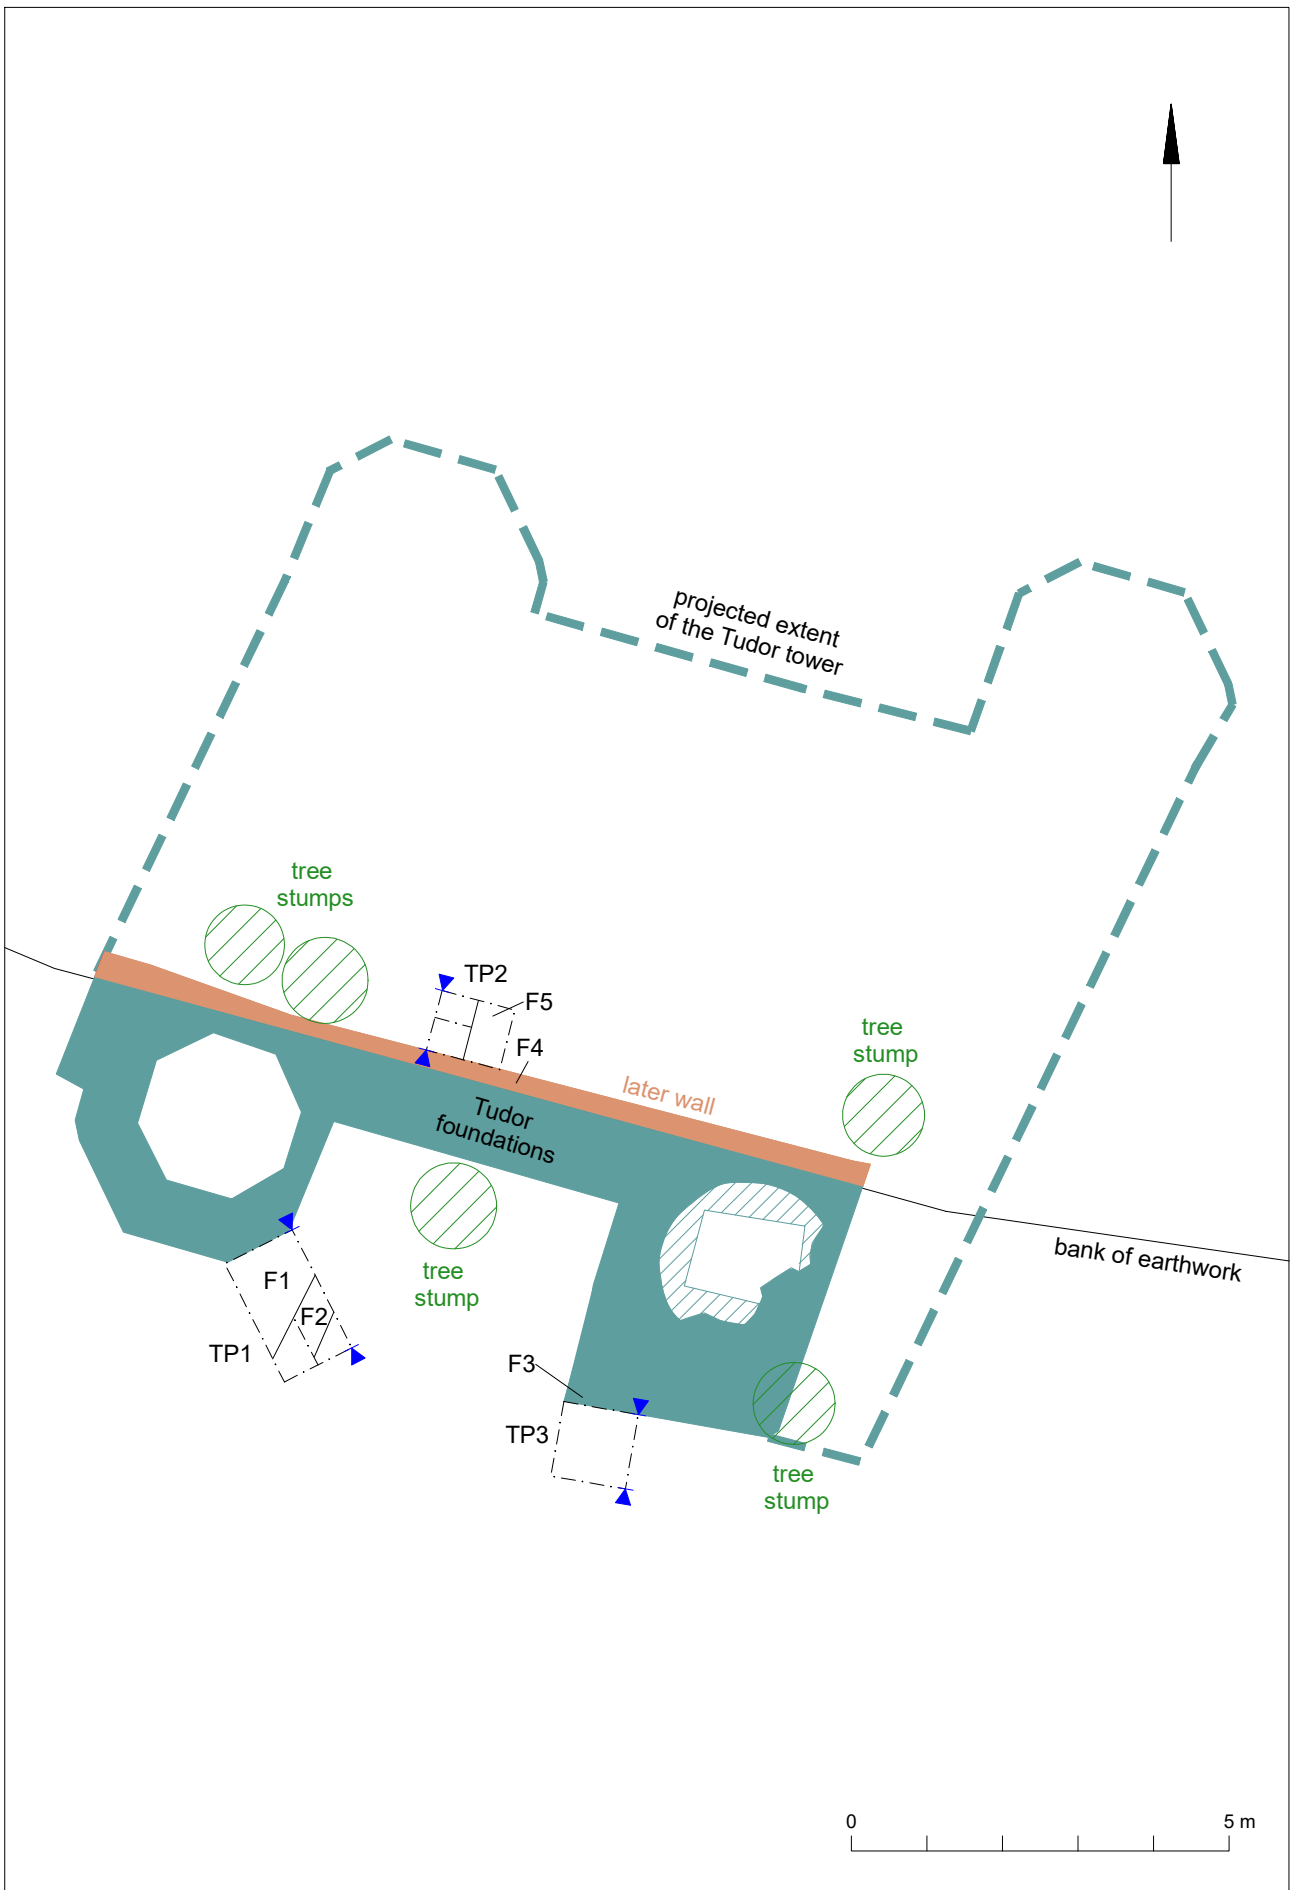 projected extent
of the Tudor tower
tree
stumps
TP2
F5
tree
stump
F4
later wall
Tudor
foundations
bank of earthwork
tree
stump
F1
F2
TP1
F3
TP3
tree
stump
0
5 m